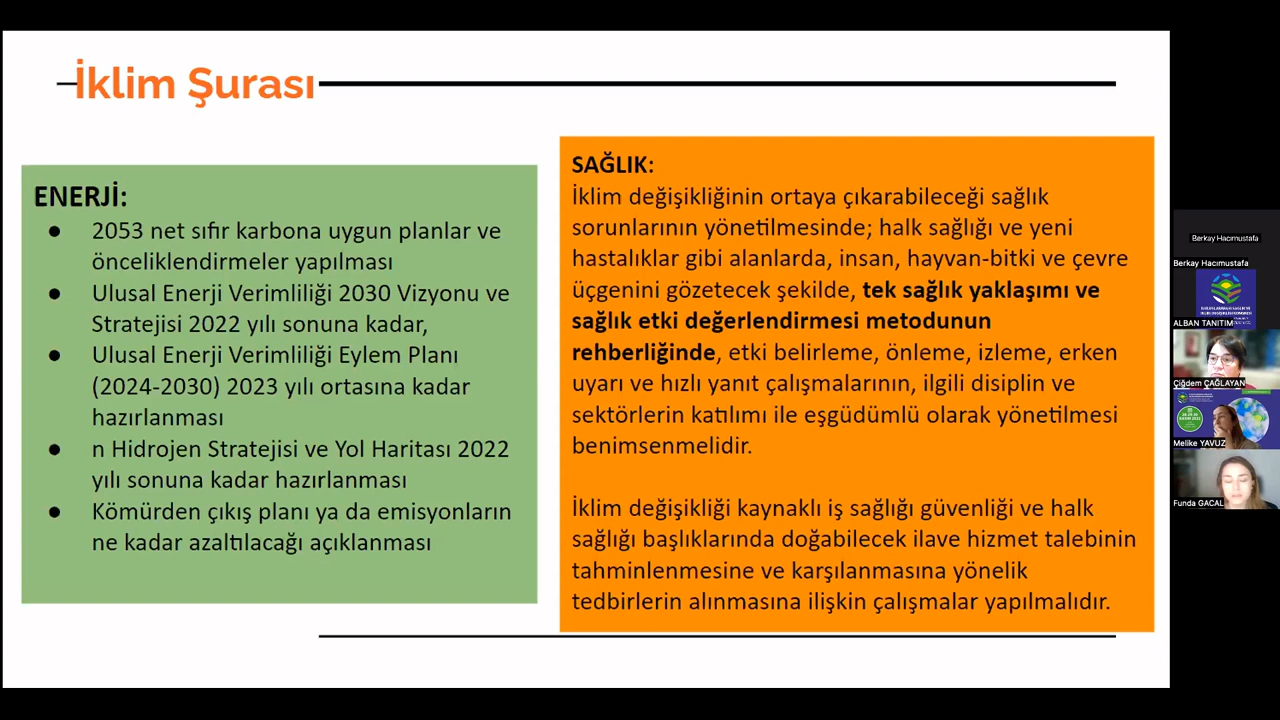 İklim Şurası
ENERJİ:
● 2053 net sıfır karbona uygun planlar ve
önceliklendirmeler yapılması
● Ulusal Enerji Verimliliği 2030 Vizyonu ve
Stratejisi 2022 yılı sonuna kadar,
● Ulusal Enerji Verimliliği Eylem Planı
(2024-2030) 2023 yılı ortasına kadar
hazırlanması
● n Hidrojen Stratejisi ve Yol Haritası 2022
yılı sonuna kadar hazırlanması
● Kömürden çıkış planı ya da emisyonların
ne kadar azaltılacağı açıklanması
SAĞLIK:
İklim değişikliğinin ortaya çıkarabileceği sağlık
sorunlarının yönetilmesinde; halk sağlığı ve yeni
hastalıklar gibi alanlarda, insan, hayvan-bitki ve çevre
üçgenini gözetecek şekilde, tek sağlık yaklaşımı ve
sağlık etki değerlendirmesi metodunun
rehberliğinde, etki belirleme, önleme, izleme, erken
uyarı ve hızlı yanıt çalışmalarının, ilgili disiplin ve
sektörlerin katılımı ile eşgüdümlü olarak yönetilmesi
benimsenmelidir.
İklim değişikliği kaynaklı iş sağlığı güvenliği ve halk
sağlığı başlıklarında doğabilecek ilave hizmet talebinin
tahminlenmesine ve karşılanmasına yönelik
tedbirlerin alınmasına ilişkin çalışmalar yapılmalıdır.
Berkay Hacımustafa
Berkay Hacımustafa
ALBAN TANITIM
Çiğdem ÇAĞLAYAN
Melike YAVUZ
Funda GACAL